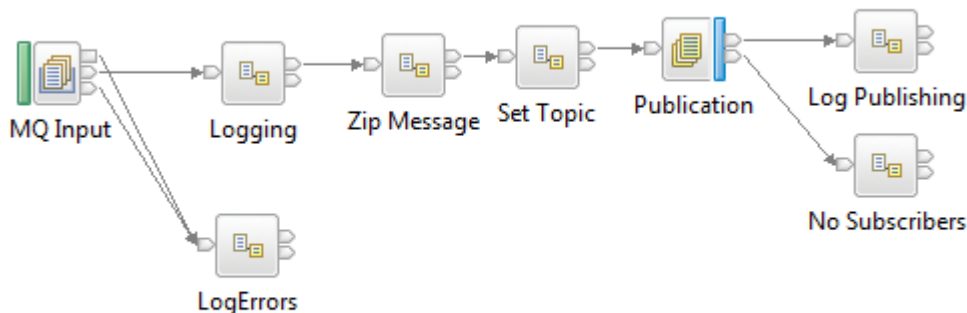 MQ Input
Logging
Zip Message
Set Topic
Publication
Log Publishing
No Subscribers
LogErrors